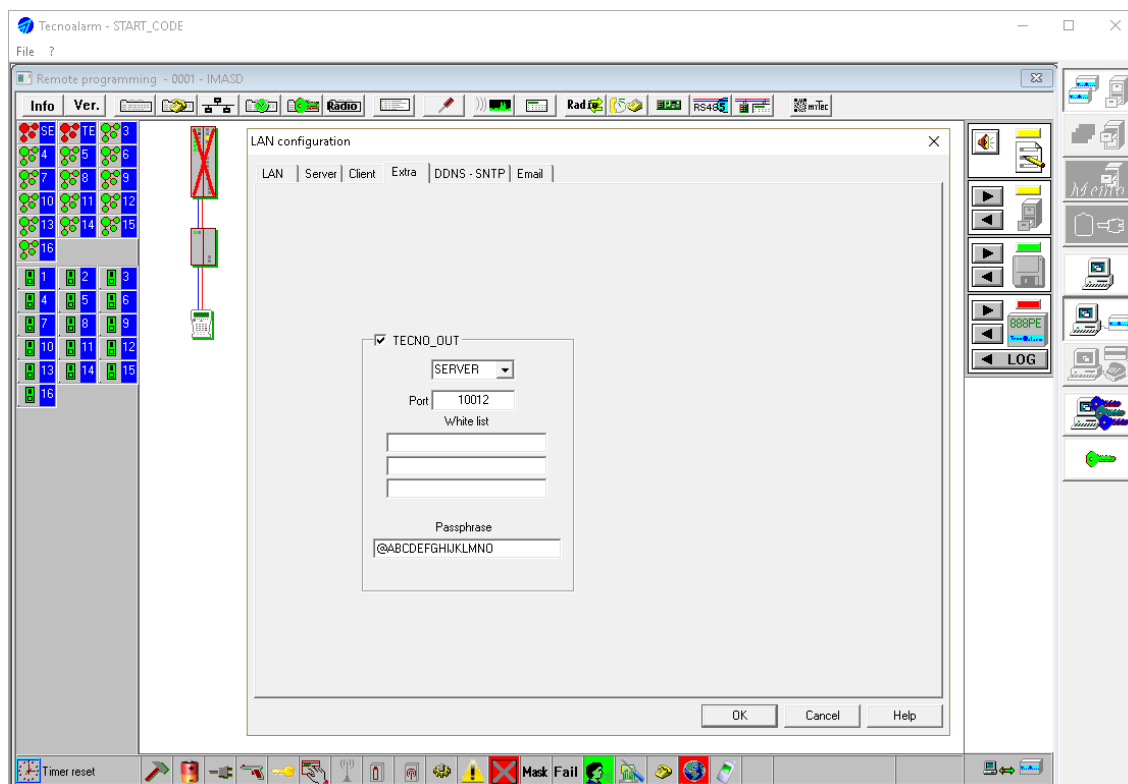 Tecnoalarm - START_CODE
File ?
Remote programming - 0001 - IMASD
Info Ver. Radio Rad RS485
SE TE 3
4 5 6
7 8 9
10 11 12
13 14 15
16
1 2 3
4 5 6
7 8 9
10 11 12
13 14 15
16
LAN configuration
LAN Server Client Extra DDNS - SNTP Email
TECNO_OUT
SERVER
Port 10012
White list
Passphrase
@ABCDEFGHIJKLMNO
OK Cancel Help
888PE
LOG
Memo
Timer reset
Mask Fail